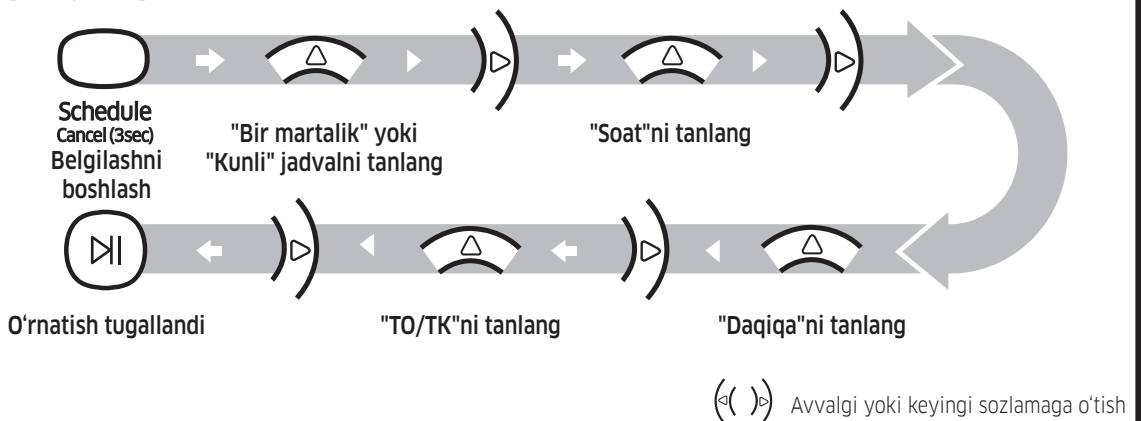 Schedule
Cancel (3sec)
Belgilashni
boshlash
"Bir martalik" yoki
"Kunli" jadvalni tanlang
"Soat"ni tanlang
O‘rnatish tugallandi
"TO/TK"ni tanlang
"Daqiqa"ni tanlang
Avvalgi yoki keyingi sozlamaga o‘tish